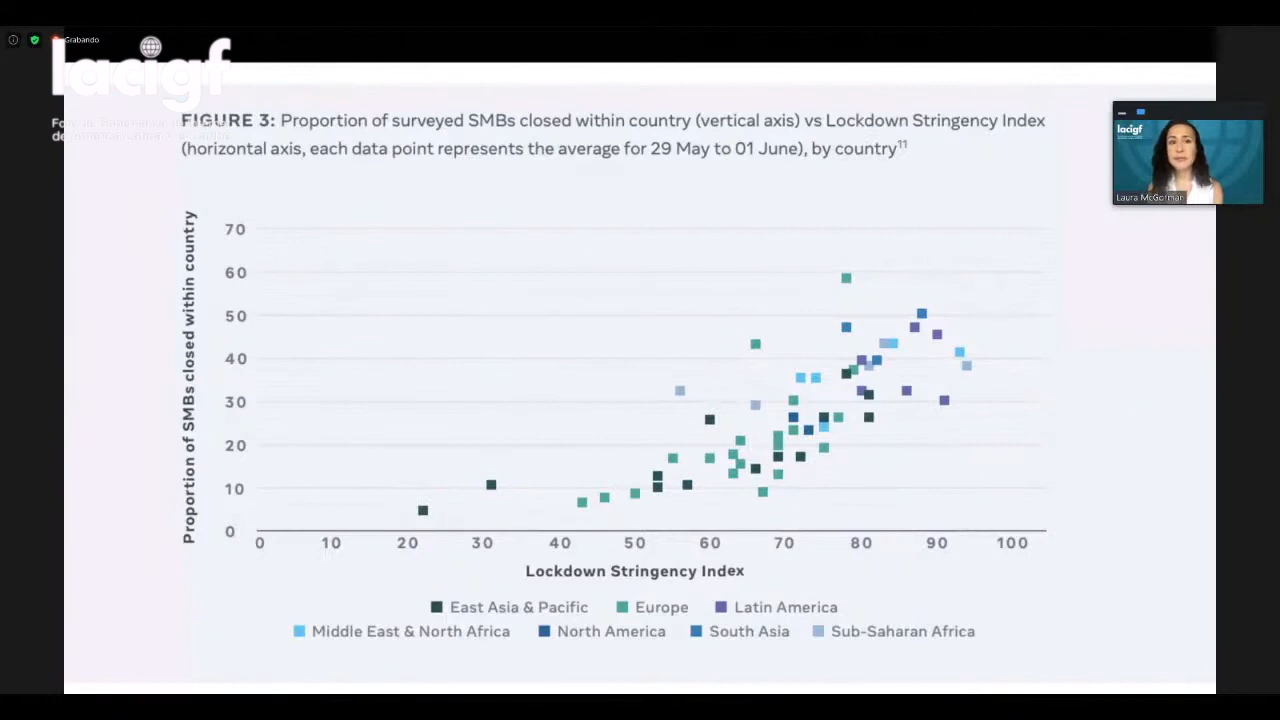 Grabando
lacigf
FIGURE 3: Proportion of surveyed SMBs closed within country (vertical axis) vs Lockdown Stringency Index
(horizontal axis, each data point represents the average for 29 May to 01 June), by country¹¹
lacigf
Laura McGorman
Proportion of SMBs closed within country
70
60
50
40
30
20
10
0
0 10 20 30 40 50 60 70 80 90 100
Lockdown Stringency Index
East Asia & Pacific Europe Latin America
Middle East & North Africa North America South Asia Sub-Saharan Africa